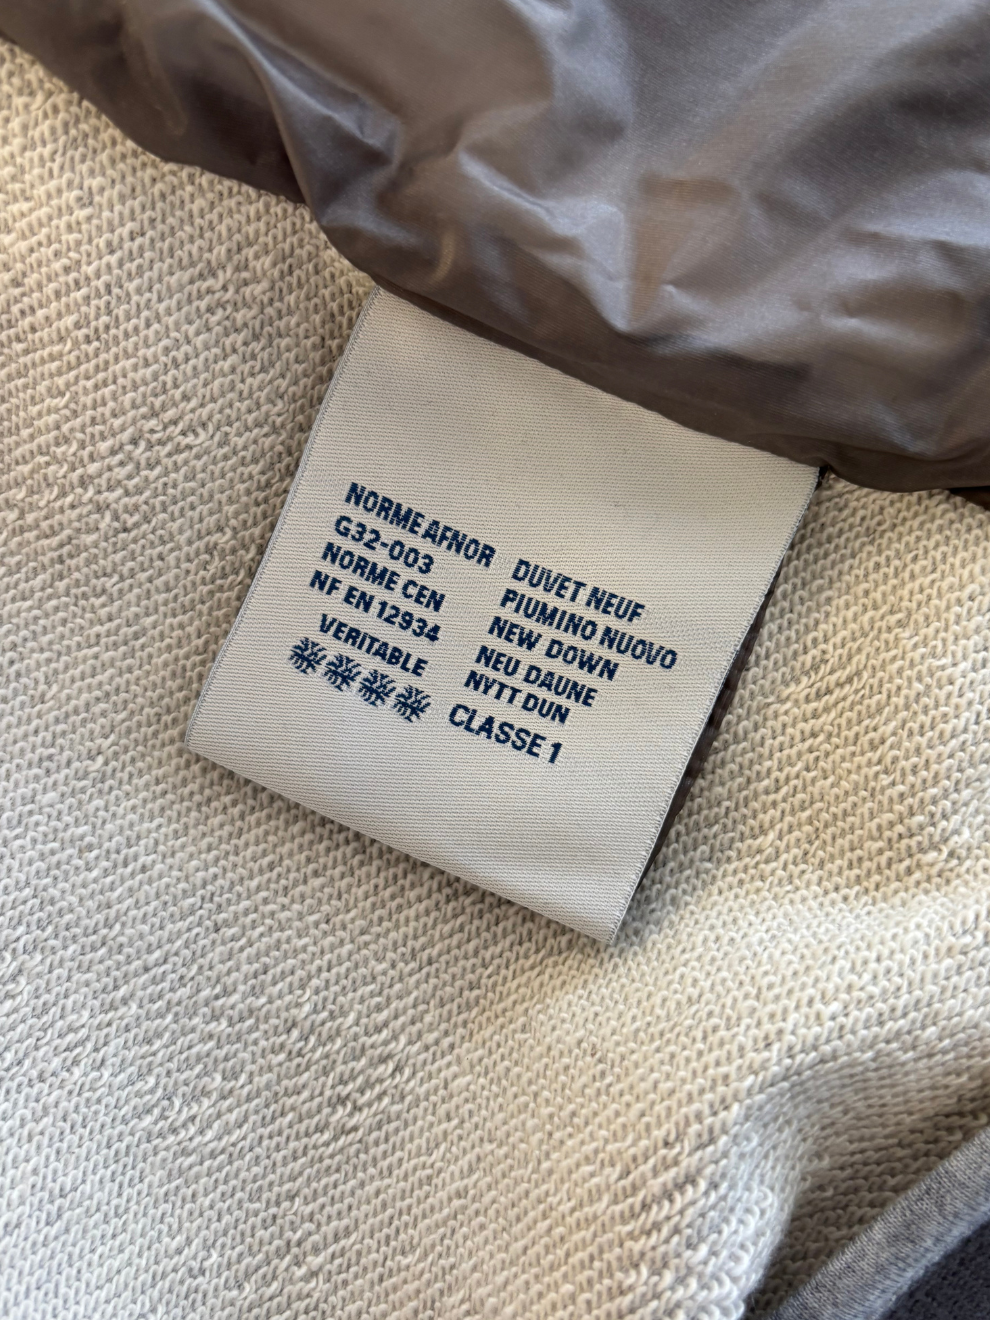 NORME AFNOR
G32-003
NORME CEN
NF EN 12934
VERITABLE
DUVET NEUF
PIUMINO NUOVO
NEW DOWN
NEU DAUNE
NYTT DUN
CLASSE 1